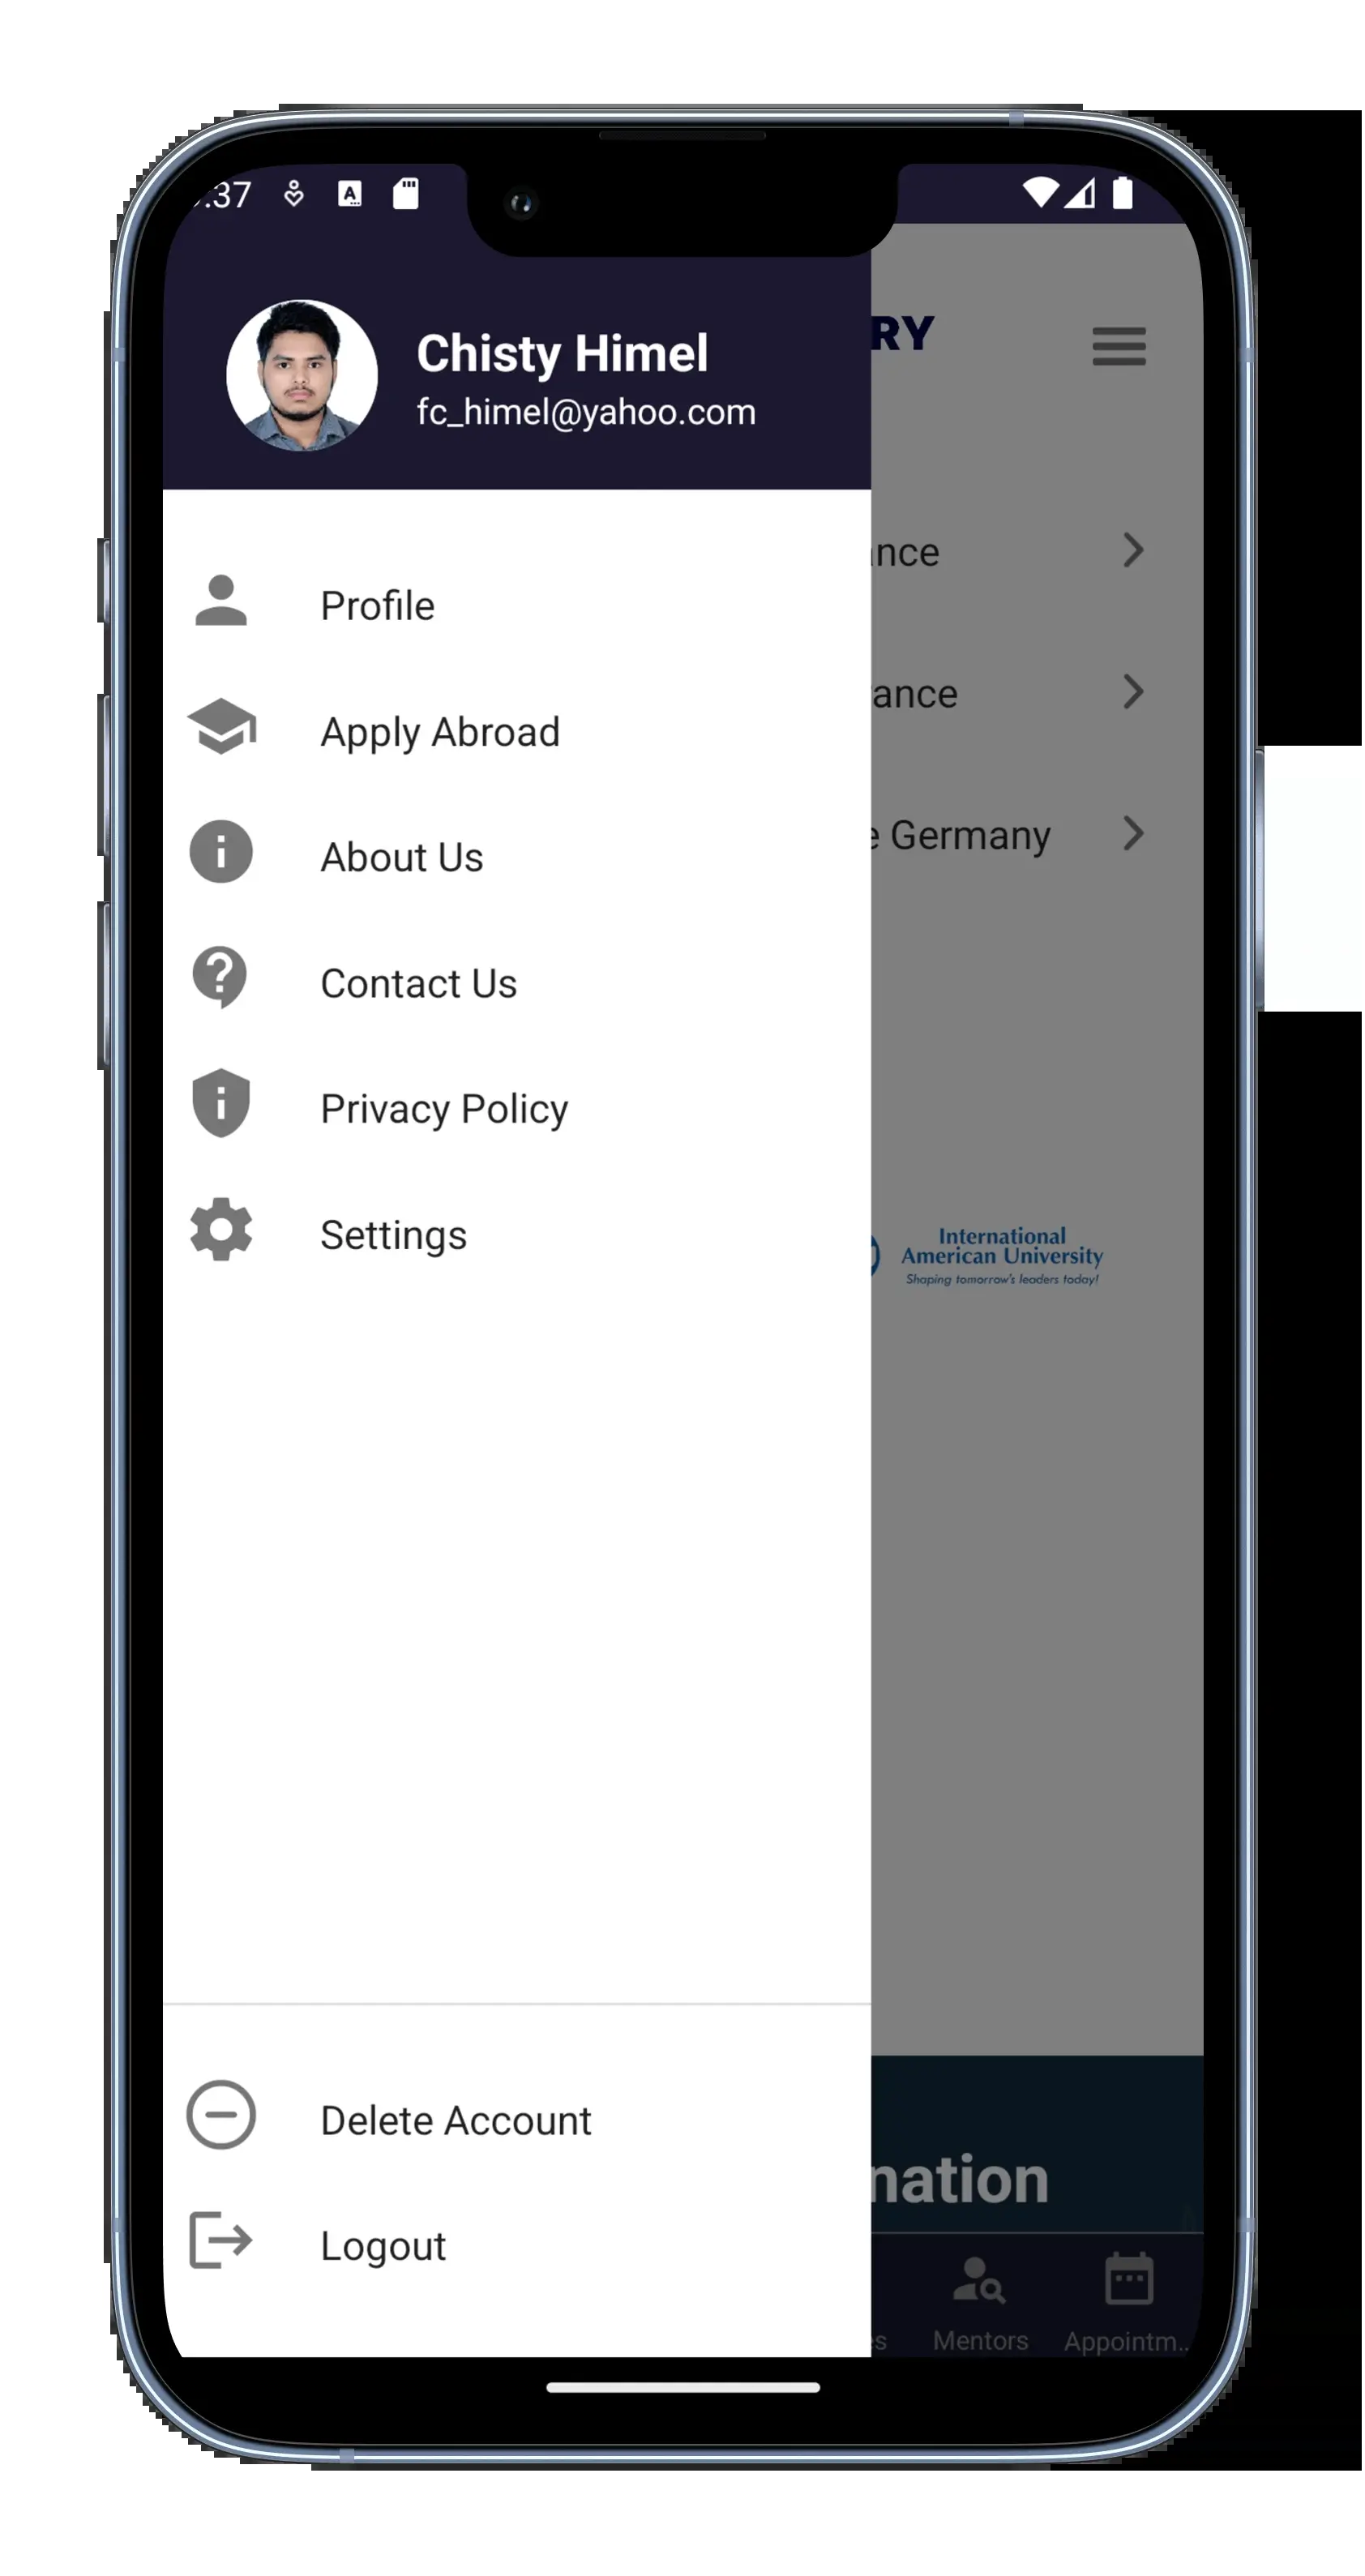 :37
Chisty Himel
fc_himel@yahoo.com
RY
Profile
Apply Abroad
About Us
Contact Us
Privacy Policy
Settings
Delete Account
Logout
nce
ance
e Germany
International
American University
Shaping tomorrow's leaders today!
nation
s
Mentors
Appointm..